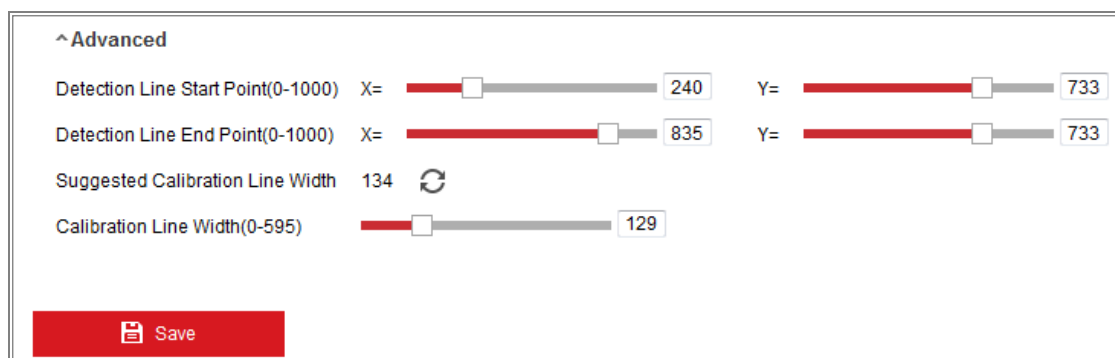 ^Advanced
Detection Line Start Point(0-1000) X= 240 Y= 733
Detection Line End Point(0-1000) X= 835 Y= 733
Suggested Calibration Line Width 134
Calibration Line Width(0-595) 129
Save